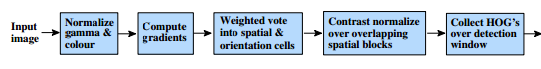 Input
image
Normalize
gamma &
colour
Compute
gradients
Weighted vote
into spatial &
orientation cells
Contrast normalize
over overlapping
spatial blocks
Collect HOG's
over detection
window